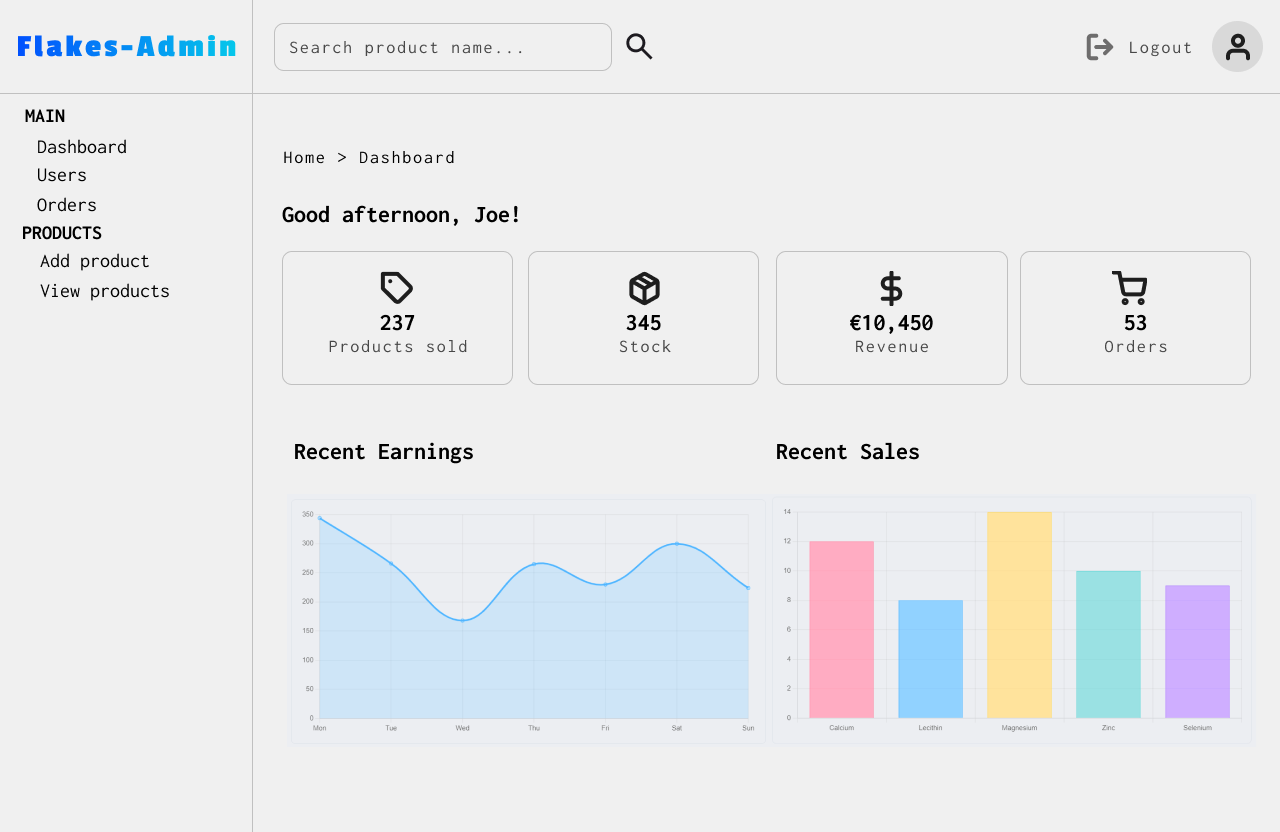 Flakes-Admin
Search product name...
Logout
MAIN
Dashboard
Users
Orders
PRODUCTS
Add product
View products
Home > Dashboard
Good afternoon, Joe!
237
Products sold
345
Stock
€10,450
Revenue
53
Orders
Recent Earnings
350
300
250
200
150
100
50
0
Mon Tue Wed Thu Fri Sat Sun
Recent Sales
14
12
10
8
6
4
2
0
Calcium Lecithin Magnesium Zinc Selenium